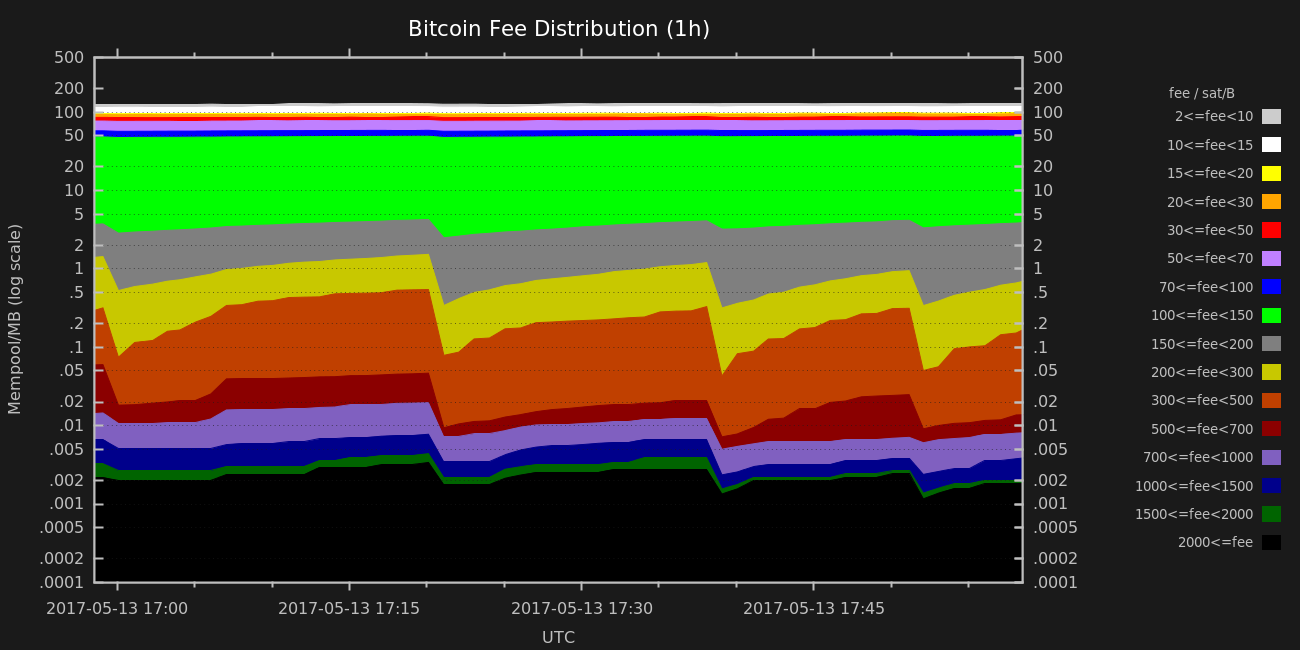 Bitcoin Fee Distribution (1h)
Mempool/MB (log scale)
500
200
100
50
20
10
5
2
1
.5
.2
.1
.05
.02
.01
.005
.002
.001
.0005
.0002
.0001
500
200
100
50
20
10
5
2
1
.5
.2
.1
.05
.02
.01
.005
.002
.001
.0005
.0002
.0001
2017-05-13 17:00
2017-05-13 17:15
2017-05-13 17:30
2017-05-13 17:45
UTC
fee / sat/B
2<=fee<10
10<=fee<15
15<=fee<20
20<=fee<30
30<=fee<50
50<=fee<70
70<=fee<100
100<=fee<150
150<=fee<200
200<=fee<300
300<=fee<500
500<=fee<700
700<=fee<1000
1000<=fee<1500
1500<=fee<2000
2000<=fee